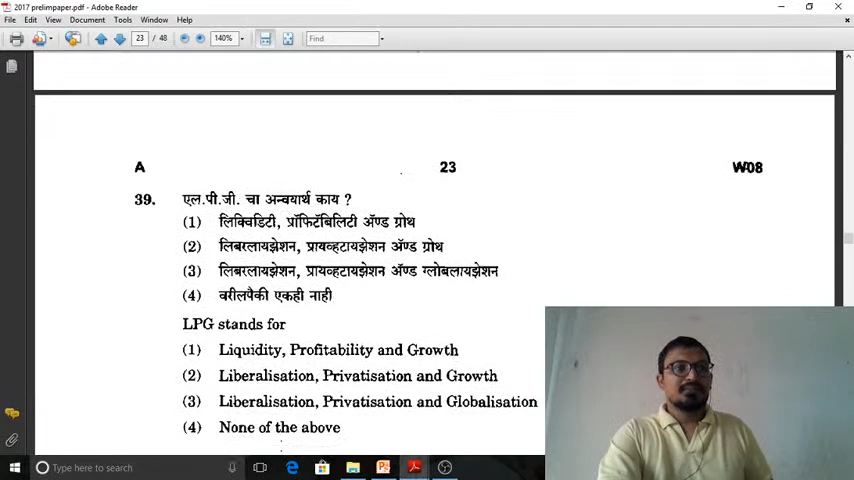 2017 prelimpaper.pdf - Adobe Reader
File Edit View Document Tools Window Help
23 / 48 140% Find
A 23 W08
39. एल.पी.जी. चा अन्वयार्थ काय ?
(1) लिक्विडिटी, प्रॉफिटॅबिलिटी अ‍ॅण्ड ग्रोथ
(2) लिबरलायझेशन, प्रायव्हटायझेशन अ‍ॅण्ड ग्रोथ
(3) लिबरलायझेशन, प्रायव्हटायझेशन अ‍ॅण्ड ग्लोबलायझेशन
(4) वरीलपैकी एकही नाही
LPG stands for
(1) Liquidity, Profitability and Growth
(2) Liberalisation, Privatisation and Growth
(3) Liberalisation, Privatisation and Globalisation
(4) None of the above
Type here to search